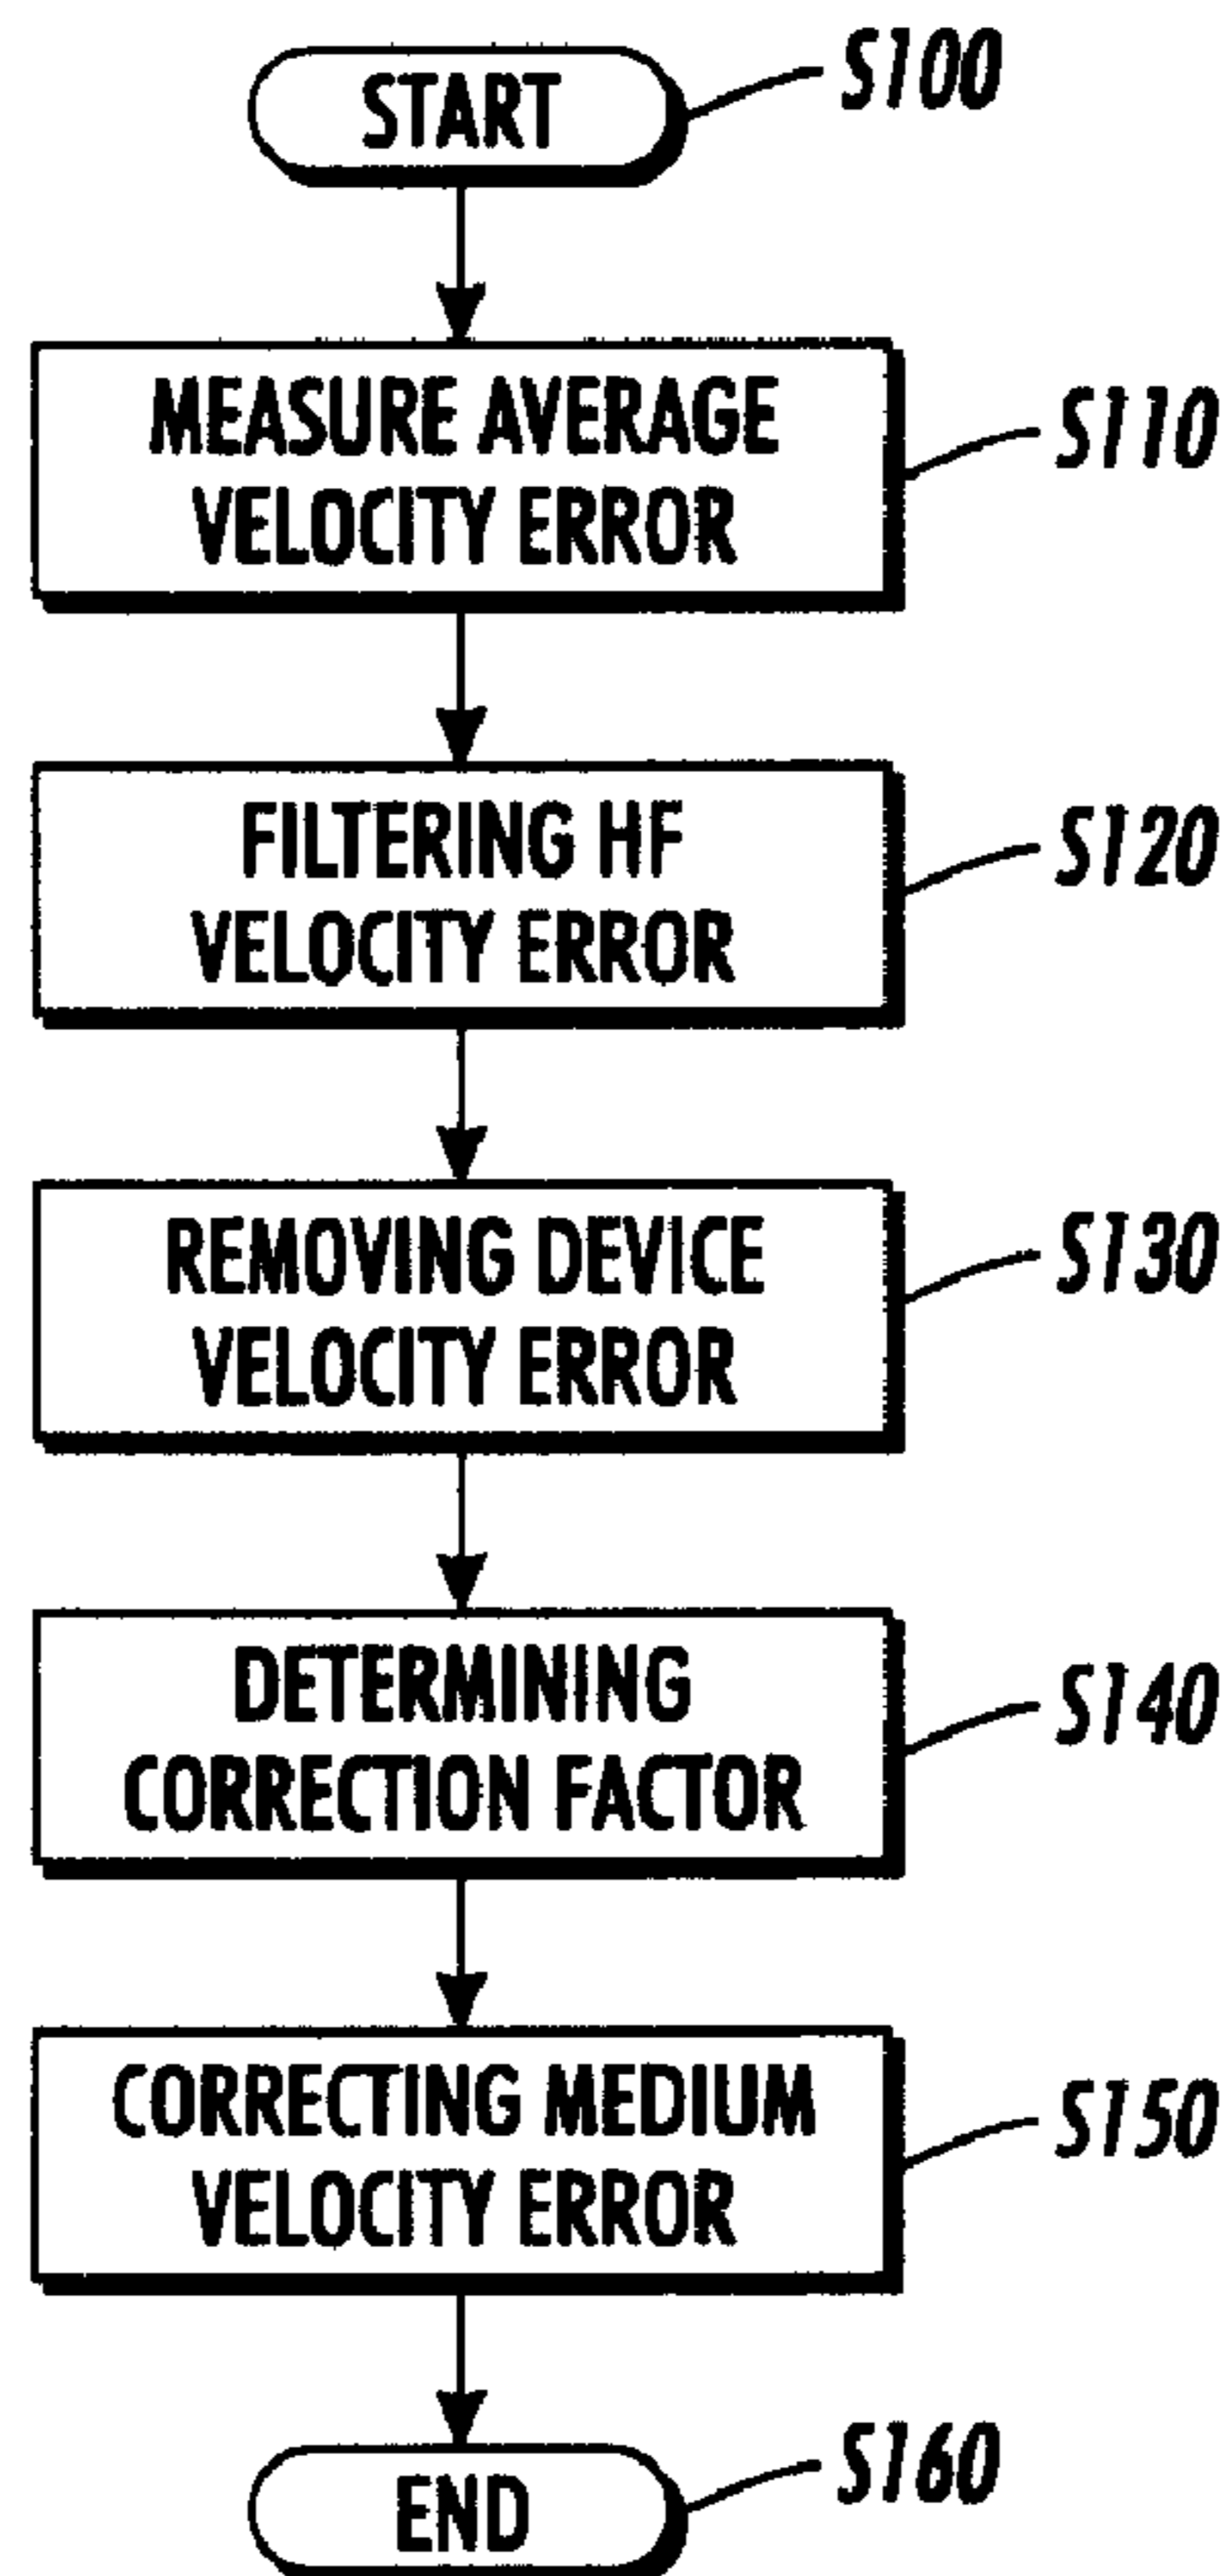 START
S100
MEASURE AVERAGE
VELOCITY ERROR
S110
FILTERING HF
VELOCITY ERROR
S120
REMOVING DEVICE
VELOCITY ERROR
S130
DETERMINING
CORRECTION FACTOR
S140
CORRECTING MEDIUM
VELOCITY ERROR
S150
END
S160